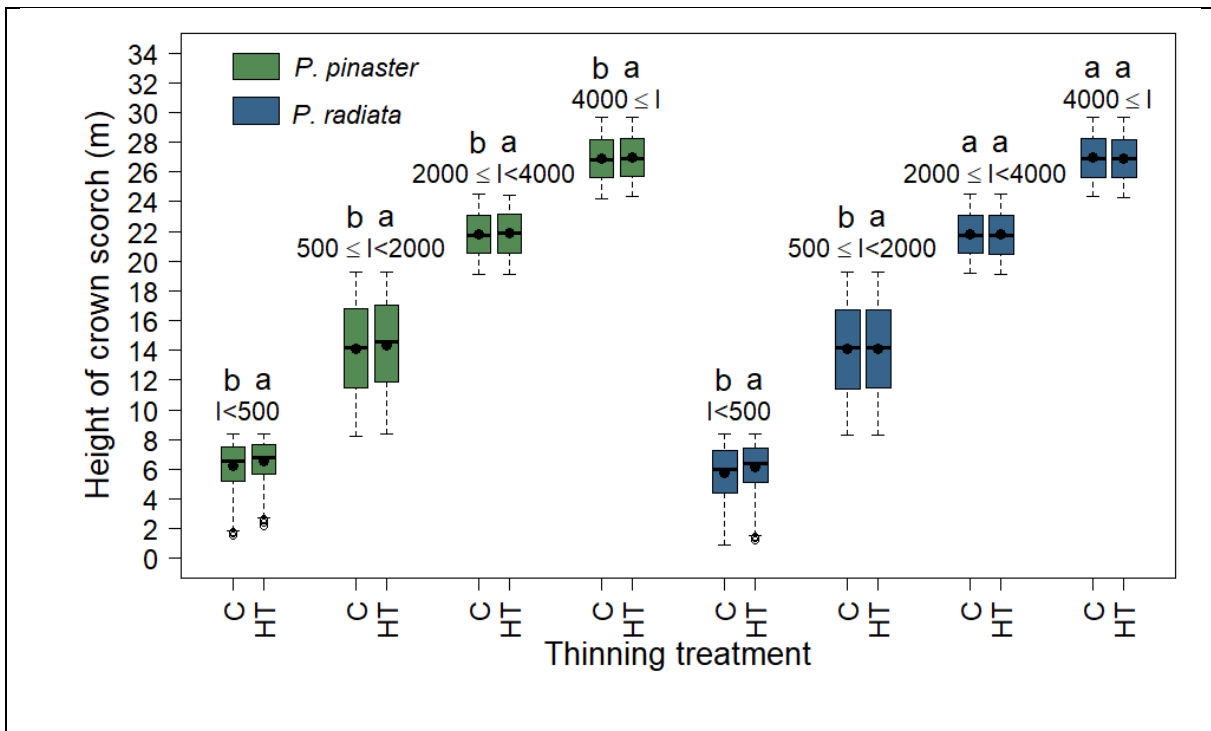 Height of crown scorch (m)
34
32
30
28
26
24
22
20
18
16
14
12
10
8
6
4
2
0
P. pinaster
P. radiata
b a
I<500
b a
500 ≤ I<2000
b a
2000 ≤ I<4000
b a
4000 ≤ I
b a
I<500
b a
500 ≤ I<2000
a a
2000 ≤ I<4000
a a
4000 ≤ I
C HT C HT C HT C HT C HT C HT C HT C HT
Thinning treatment